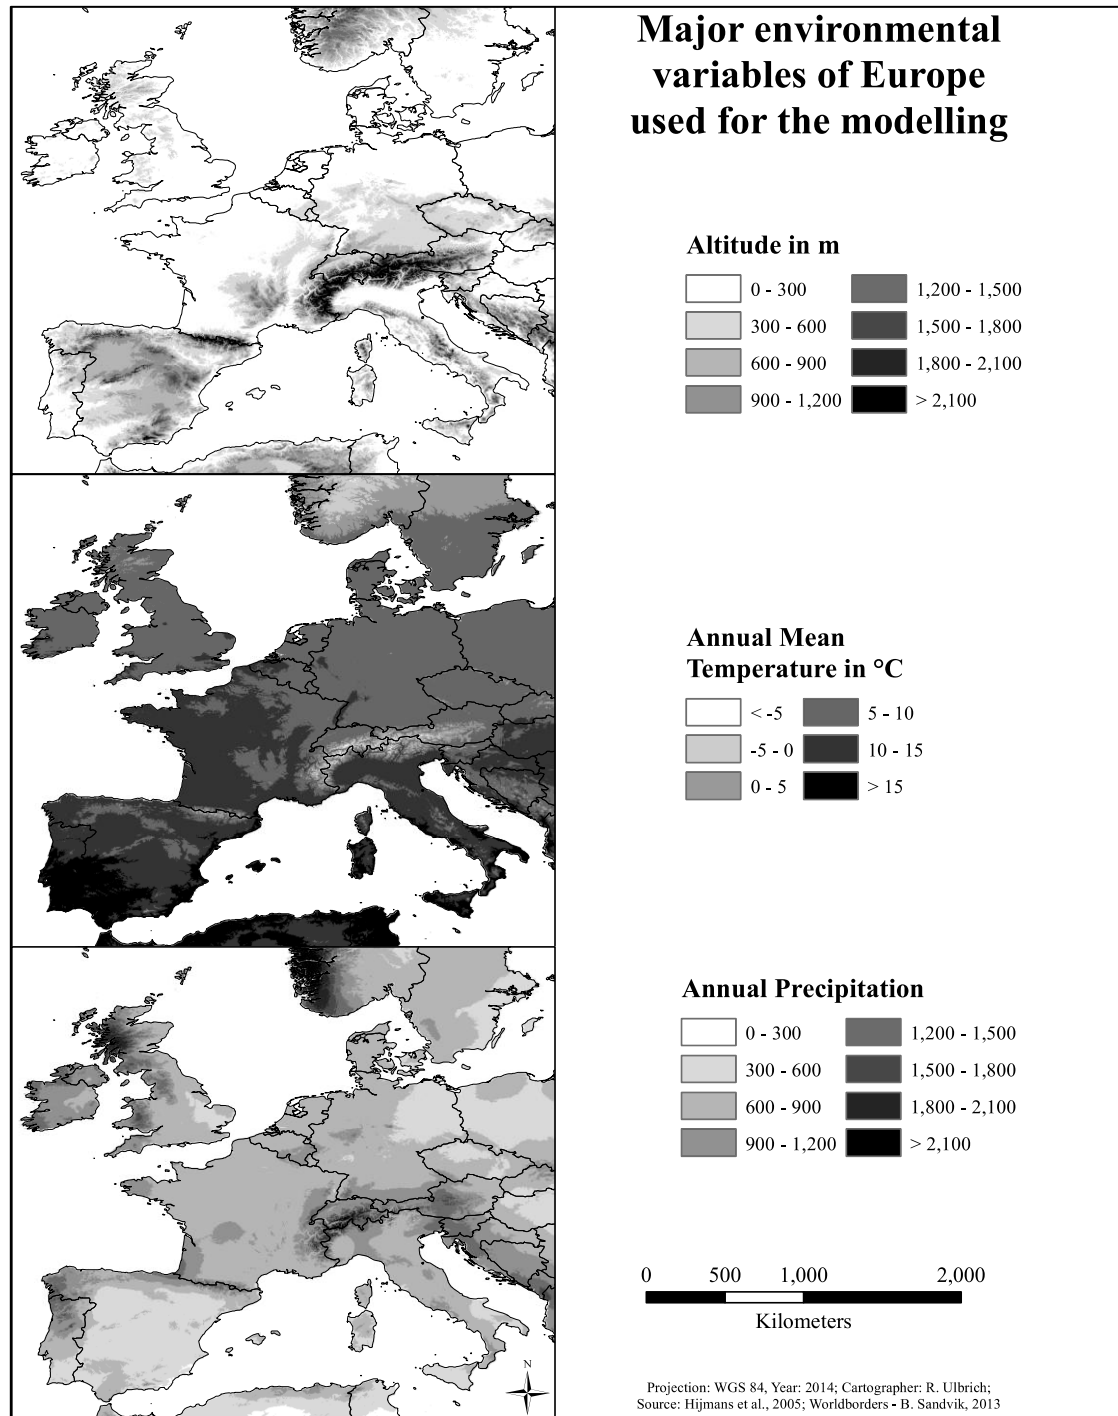 Major environmental
variables of Europe
used for the modelling
Altitude in m
0 - 300
1,200 - 1,500
300 - 600
1,500 - 1,800
600 - 900
1,800 - 2,100
900 - 1,200
> 2,100
Annual Mean
Temperature in °C
< -5
5 - 10
-5 - 0
10 - 15
0 - 5
> 15
Annual Precipitation
0 - 300
1,200 - 1,500
300 - 600
1,500 - 1,800
600 - 900
1,800 - 2,100
900 - 1,200
> 2,100
0 500 1,000 2,000
Kilometers
N
Projection: WGS 84, Year: 2014; Cartographer: R. Ulbrich;
Source: Hijmans et al., 2005; Worldborders - B. Sandvik, 2013